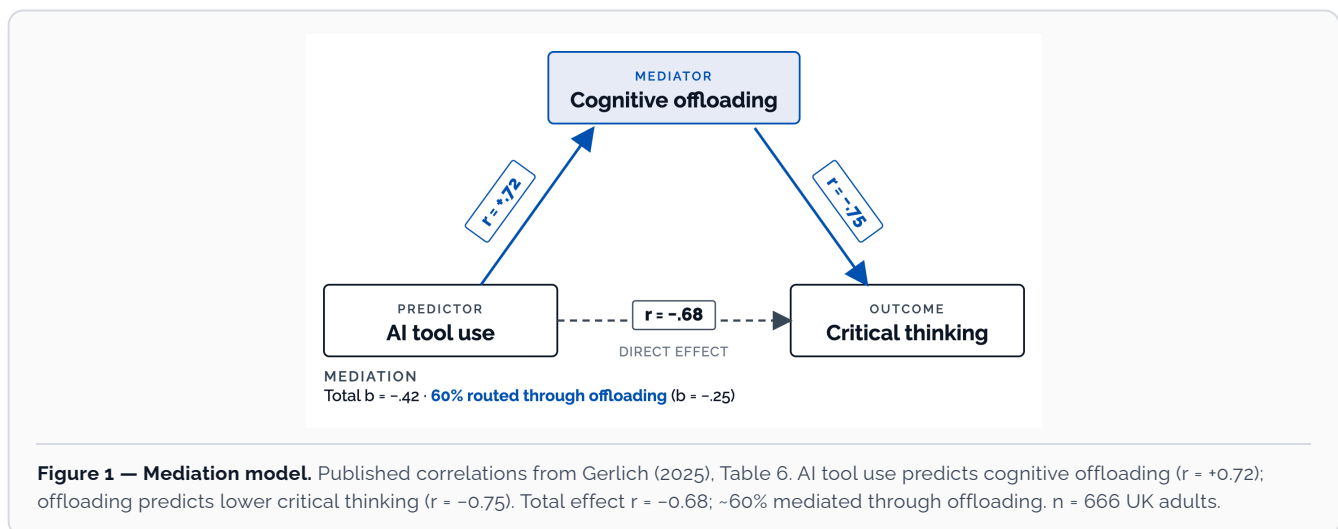 MEDIATOR
Cognitive offloading
r = +.72
r = −.75
PREDICTOR
AI tool use
r = −.68
DIRECT EFFECT
OUTCOME
Critical thinking
MEDIATION
Total b = −.42 · 60% routed through offloading (b = −.25)
Figure 1 — Mediation model. Published correlations from Gerlich (2025), Table 6. AI tool use predicts cognitive offloading (r = +0.72);
offloading predicts lower critical thinking (r = −0.75). Total effect r = −0.68; ~60% mediated through offloading. n = 666 UK adults.